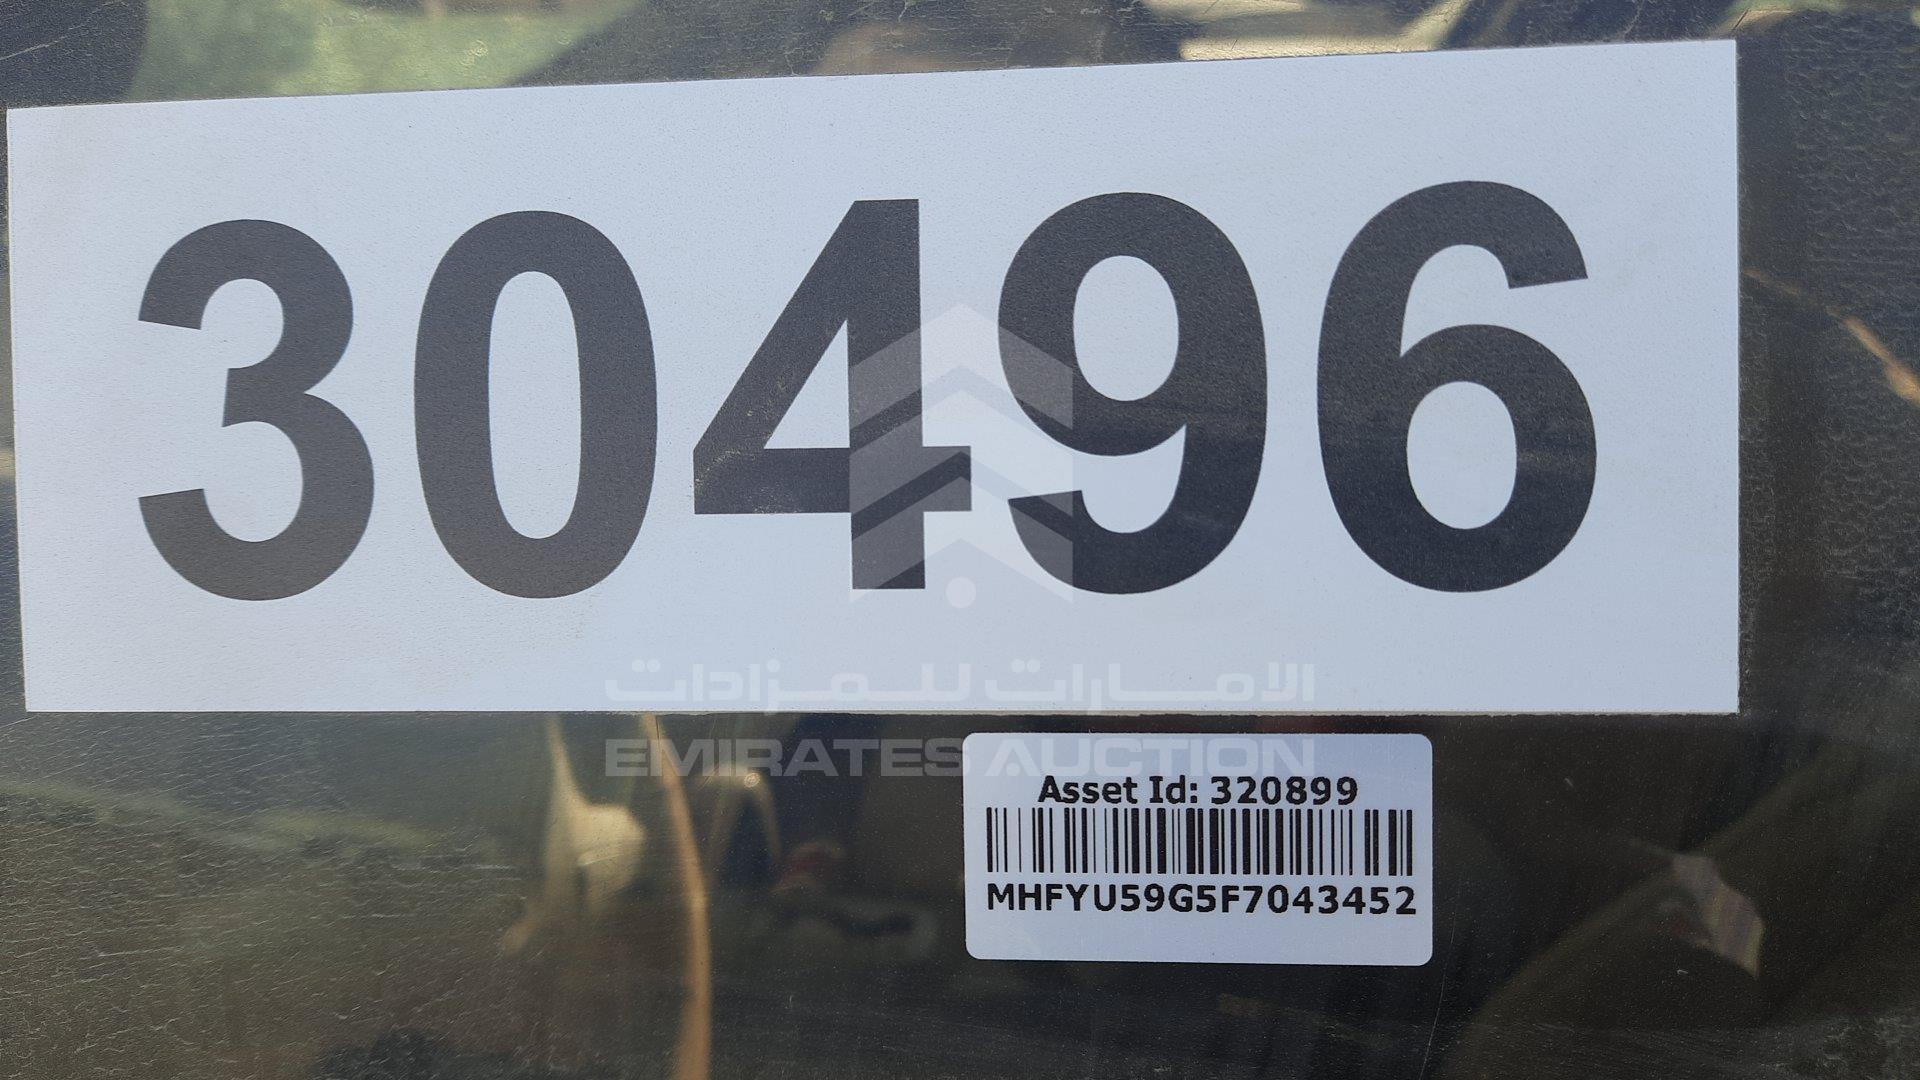 30496
الامارات للمزادات
EMIRATES AUCTION
Asset Id: 320899
MHFYU59G5F7043452